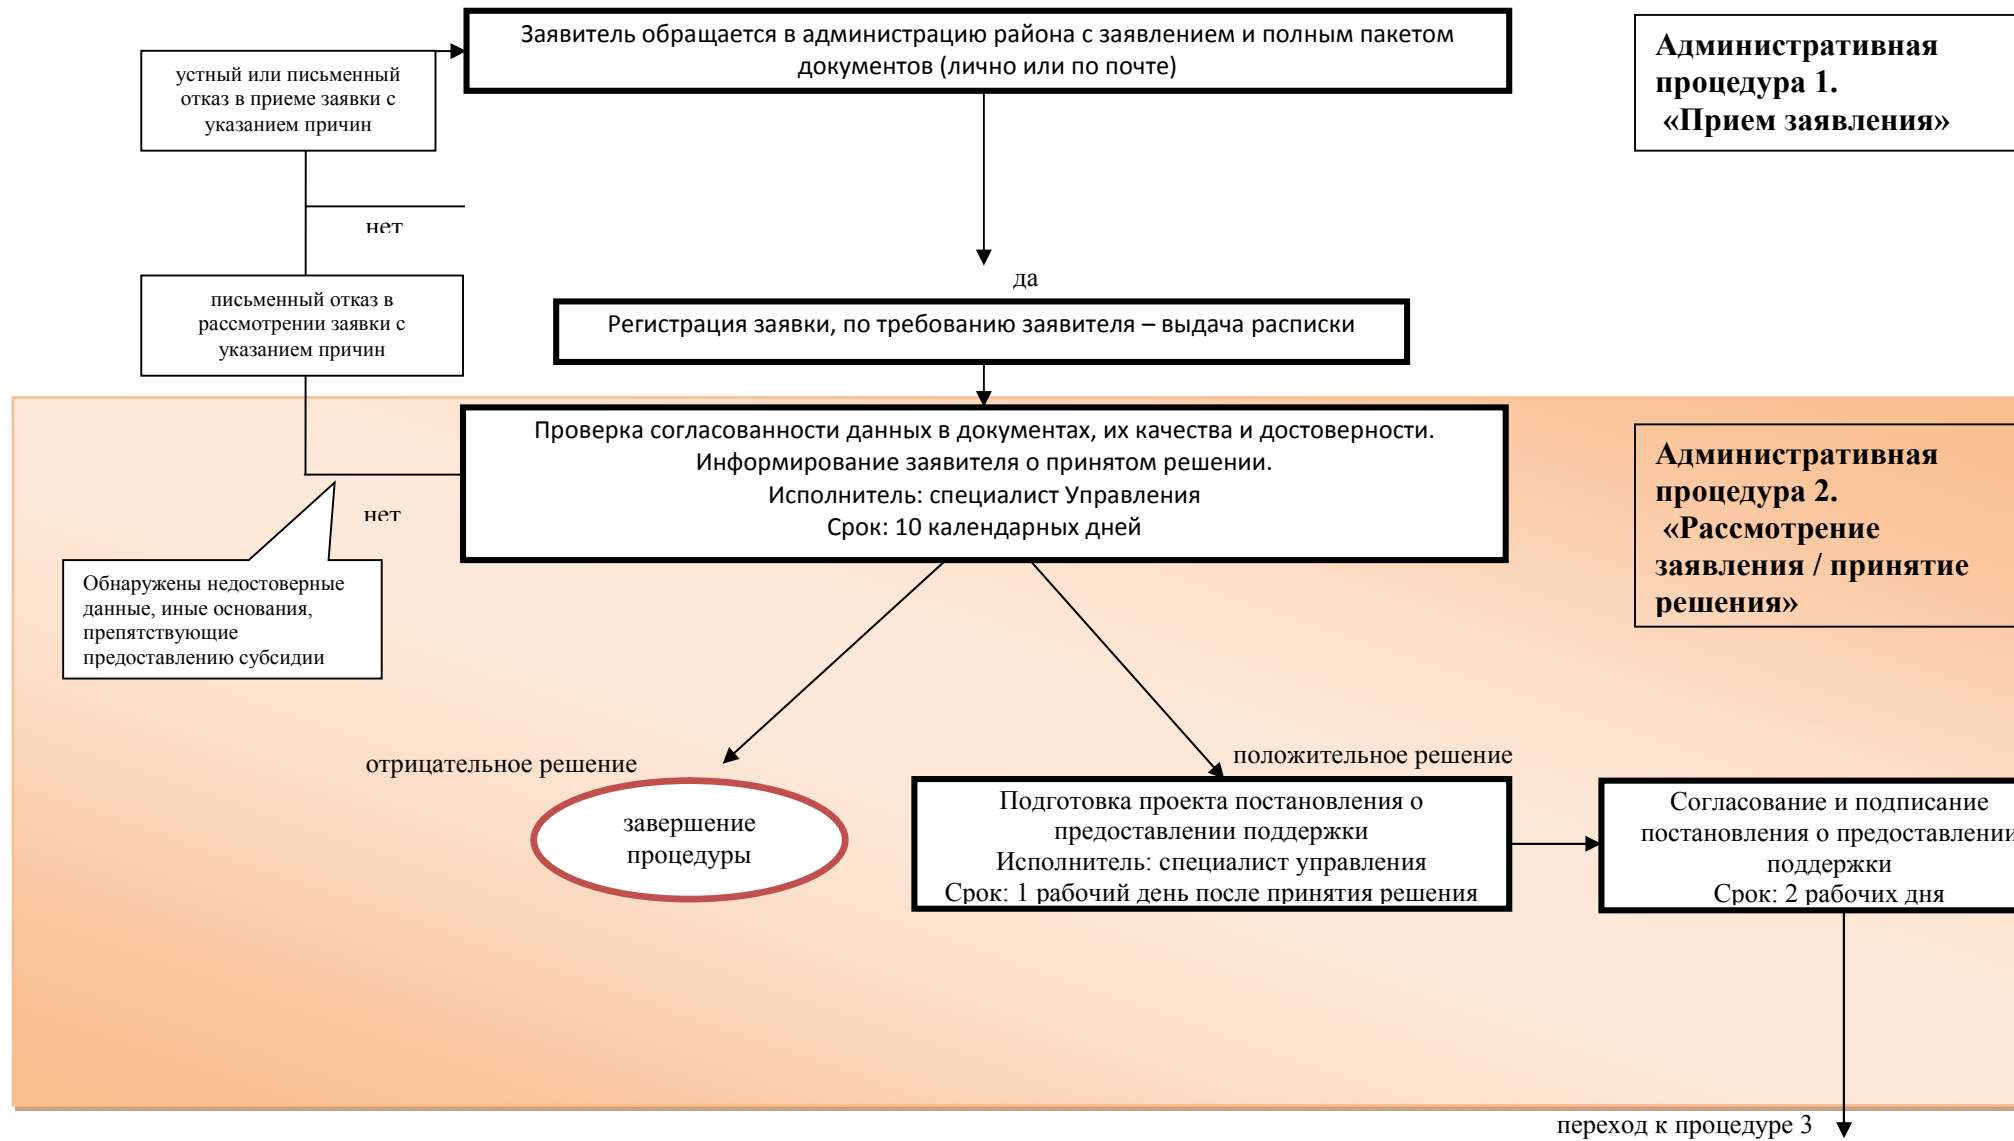 Заявитель обращается в администрацию района с заявлением и полным пакетом
документов (лично или по почте)
Административная
процедура 1.
«Прием заявления»
устный или письменный
отказ в приеме заявки с
указанием причин
нет
да
письменный отказ в
рассмотрении заявки с
указанием причин
Регистрация заявки, по требованию заявителя – выдача расписки
Проверка согласованности данных в документах, их качества и достоверности.
Информирование заявителя о принятом решении.
Исполнитель: специалист Управления
Срок: 10 календарных дней
Административная
процедура 2.
«Рассмотрение
заявления / принятие
решения»
нет
Обнаружены недостоверные
данные, иные основания,
препятствующие
предоставлению субсидии
отрицательное решение
положительное решение
завершение
процедуры
Подготовка проекта постановления о
предоставлении поддержки
Исполнитель: специалист управления
Срок: 1 рабочий день после принятия решения
Согласование и подписание
постановления о предоставлении
поддержки
Срок: 2 рабочих дня
переход к процедуре 3